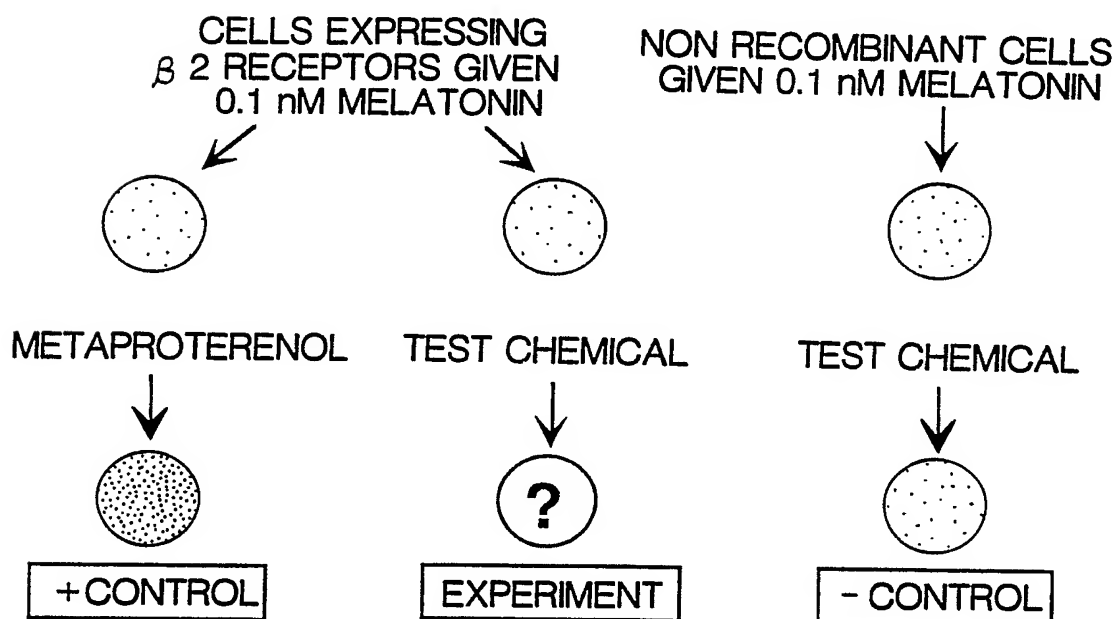 CELLS EXPRESSING
β 2 RECEPTORS GIVEN
0.1 nM MELATONIN
NON RECOMBINANT CELLS
GIVEN 0.1 nM MELATONIN
METAPROTERENOL
TEST CHEMICAL
TEST CHEMICAL
?
+CONTROL
EXPERIMENT
- CONTROL